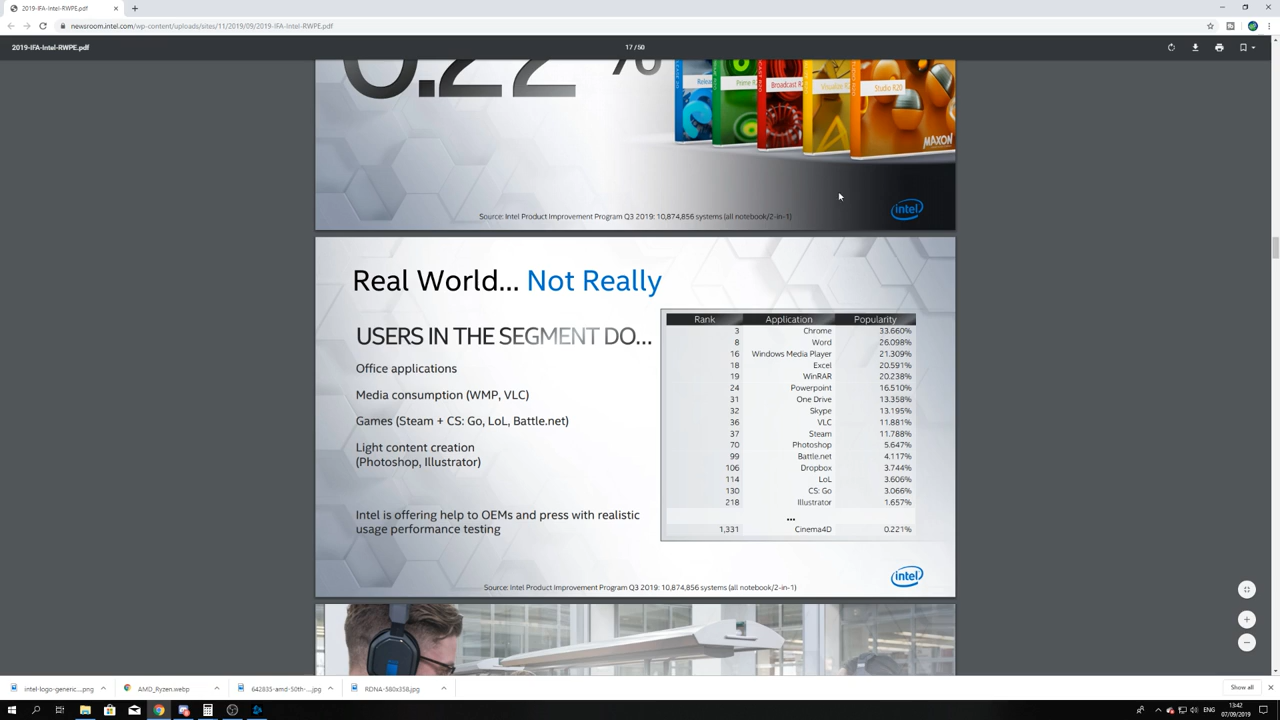 2019-IFA-Intel-RWPE.pdf
newsroom.intel.com/wp-content/uploads/sites/11/2019/09/2019-IFA-Intel-RWPE.pdf
2019-IFA-Intel-RWPE.pdf
17 / 50
0.22%
Prime R
Broadcast R
Visualize R
Studio R20
MAXON
Source: Intel Product Improvement Program Q3 2019: 10,874,856 systems (all notebook/2-in-1)
intel
Real World... Not Really
USERS IN THE SEGMENT DO...
Office applications
Media consumption (WMP, VLC)
Games (Steam + CS: Go, LoL, Battle.net)
Light content creation
(Photoshop, Illustrator)
Intel is offering help to OEMs and press with realistic
usage performance testing
Rank Application Popularity
3 Chrome 33.660%
8 Word 26.098%
16 Windows Media Player 21.309%
18 Excel 20.591%
19 WinRAR 20.238%
24 Powerpoint 16.510%
31 One Drive 13.358%
32 Skype 13.195%
36 VLC 11.881%
37 Steam 11.788%
70 Photoshop 5.647%
99 Battle.net 4.117%
106 Dropbox 3.744%
114 LoL 3.606%
130 CS: Go 3.066%
218 Illustrator 1.657%
...
1,331 Cinema4D 0.221%
intel
Source: Intel Product Improvement Program Q3 2019: 10,874,856 systems (all notebook/2-in-1)
intel-logo-generic....png
AMD_Ryzen.webp
642835-amd-50th-....jpg
RDNA-580x358.jpg
Show all
ENG
13:42
07/09/2019